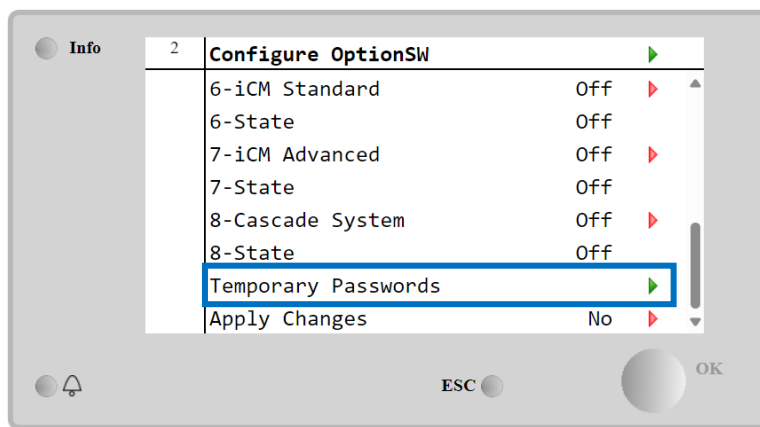 Info
2 Configure OptionSW
6-iCM Standard Off
6-State Off
7-iCM Advanced Off
7-State Off
8-Cascade System Off
8-State Off
Temporary Passwords
Apply Changes No
ESC OK